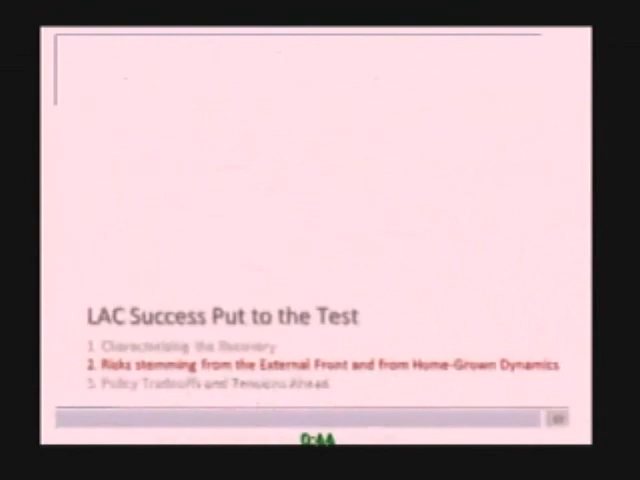 LAC Success Put to the Test
1. Characterizing the Recovery
2. Risks stemming from the External Front and from Home-Grown Dynamics
3. Policy Tradeoffs and Tensions Ahead